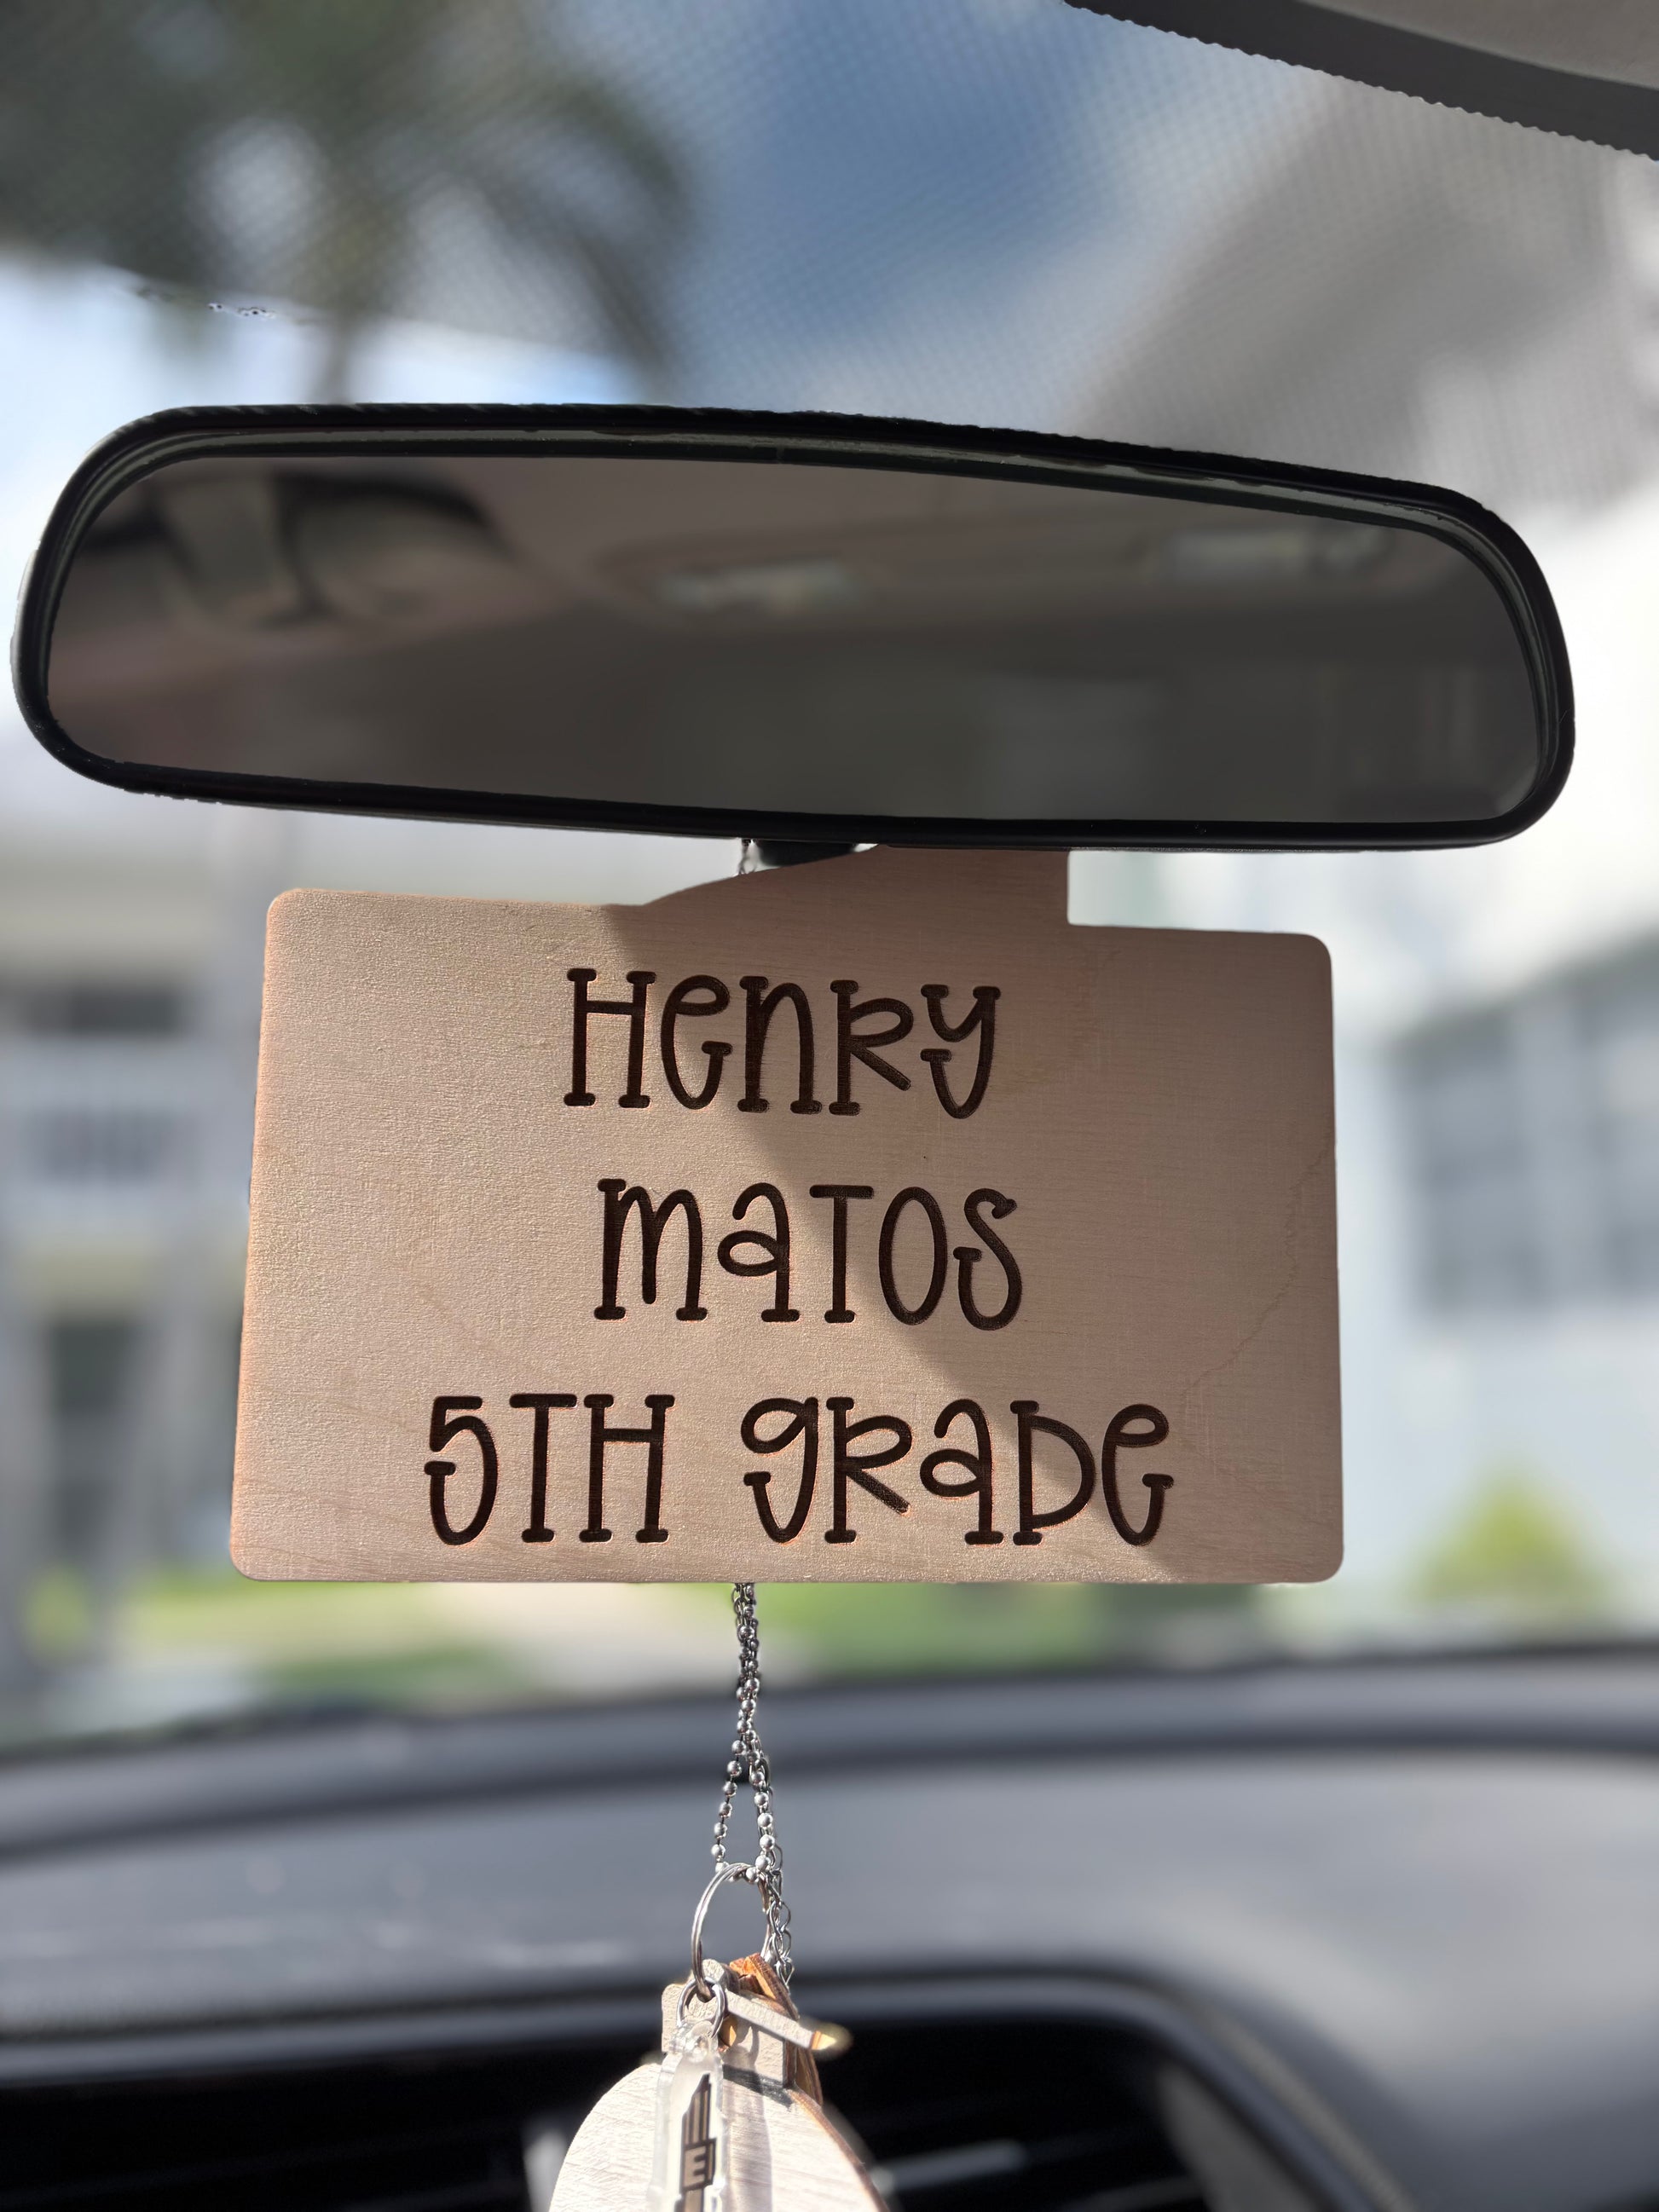 Henry
Matos
5TH Grade
E